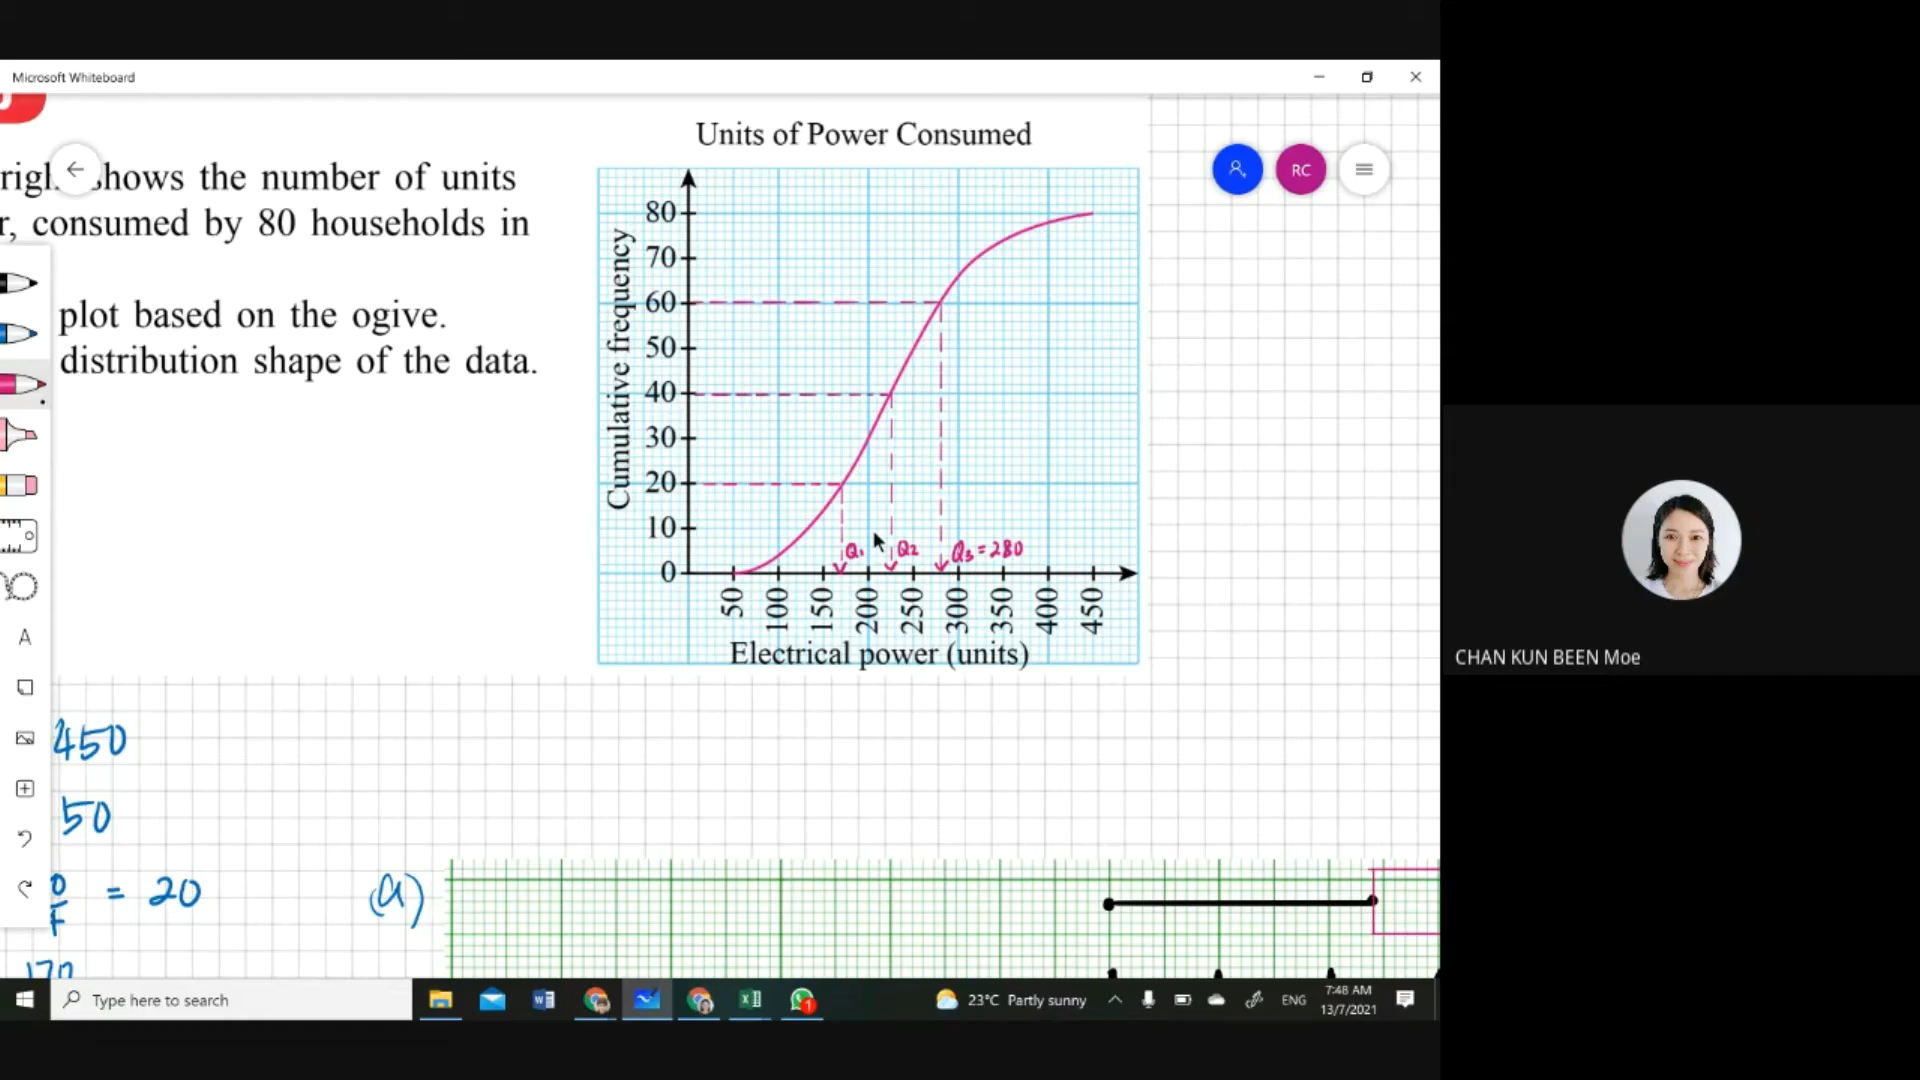 Microsoft Whiteboard
shows the number of units
r, consumed by 80 households in
plot based on the ogive.
distribution shape of the data.
Units of Power Consumed
Cumulative frequency
80
70
60
50
40
30
20
10
0
Q1 Q2 Q3 = 280
50 100 150 200 250 300 350 400 450
Electrical power (units)
RC
A
450
50
= 20
(a)
170
CHAN KUN BEEN Moe
Type here to search
1
23°C Partly sunny
ENG
7:48 AM
13/7/2021